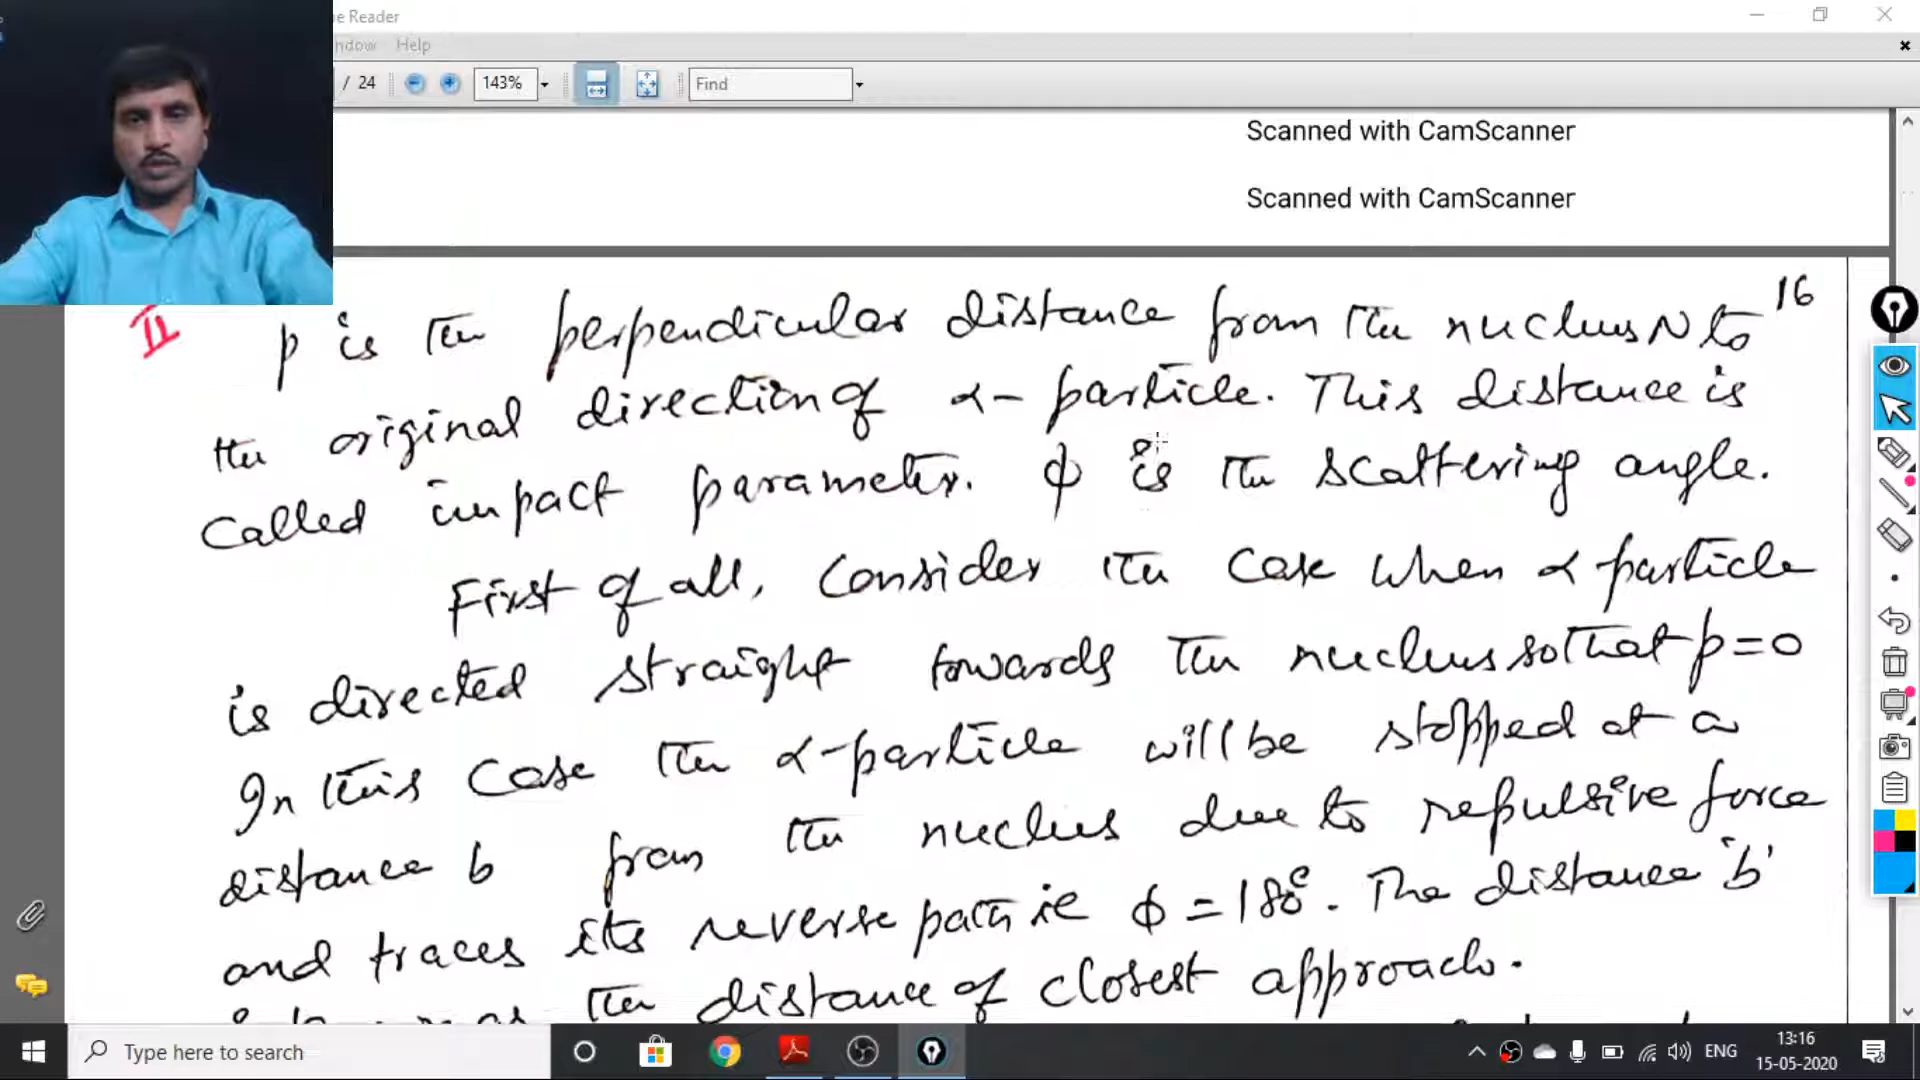 e Reader
ndow Help
/ 24 143% Find
Scanned with CamScanner
Scanned with CamScanner
16
II p is the perpendicular distance from the nucleus N to
the original direction of α- particle. This distance is
called impact parameter. ϕ is the scattering angle.
First of all, Consider the case when α particle
is directed straight towards the nucleus so that p=0
In this case the α-particle will be stopped at a
distance b from the nucleus due to repulsive force
and traces its reverse path ie ϕ = 180°. The distance 'b'
the distance of closest approach.
Type here to search
ENG
13:16
15-05-2020